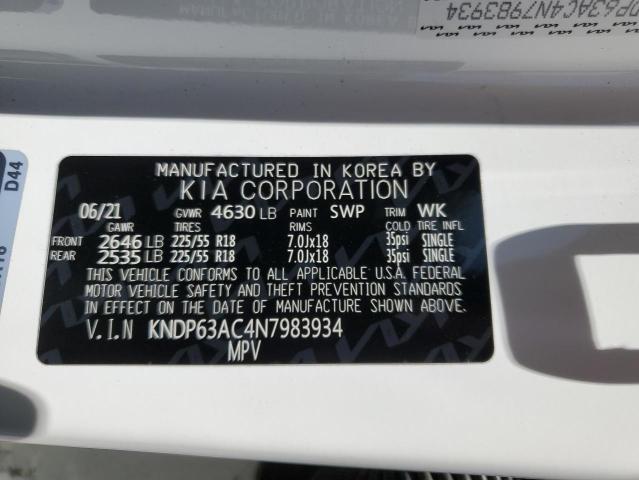 DP63AC4N7983934
D44
MANUFACTURED IN KOREA BY
KIA CORPORATION
06/21 GVWR 4630 LB PAINT SWP TRIM WK
GAWR TIRES RIMS COLD TIRE INFL
FRONT 2646 LB 225/55 R18 7.0Jx18 35psi SINGLE
REAR 2535 LB 225/55 R18 7.0Jx18 35psi SINGLE
THIS VEHICLE CONFORMS TO ALL APPLICABLE U.S.A. FEDERAL
MOTOR VEHICLE SAFETY AND THEFT PREVENTION STANDARDS
IN EFFECT ON THE DATE OF MANUFACTURE SHOWN ABOVE.
V.I.N KNDP63AC4N7983934
MPV